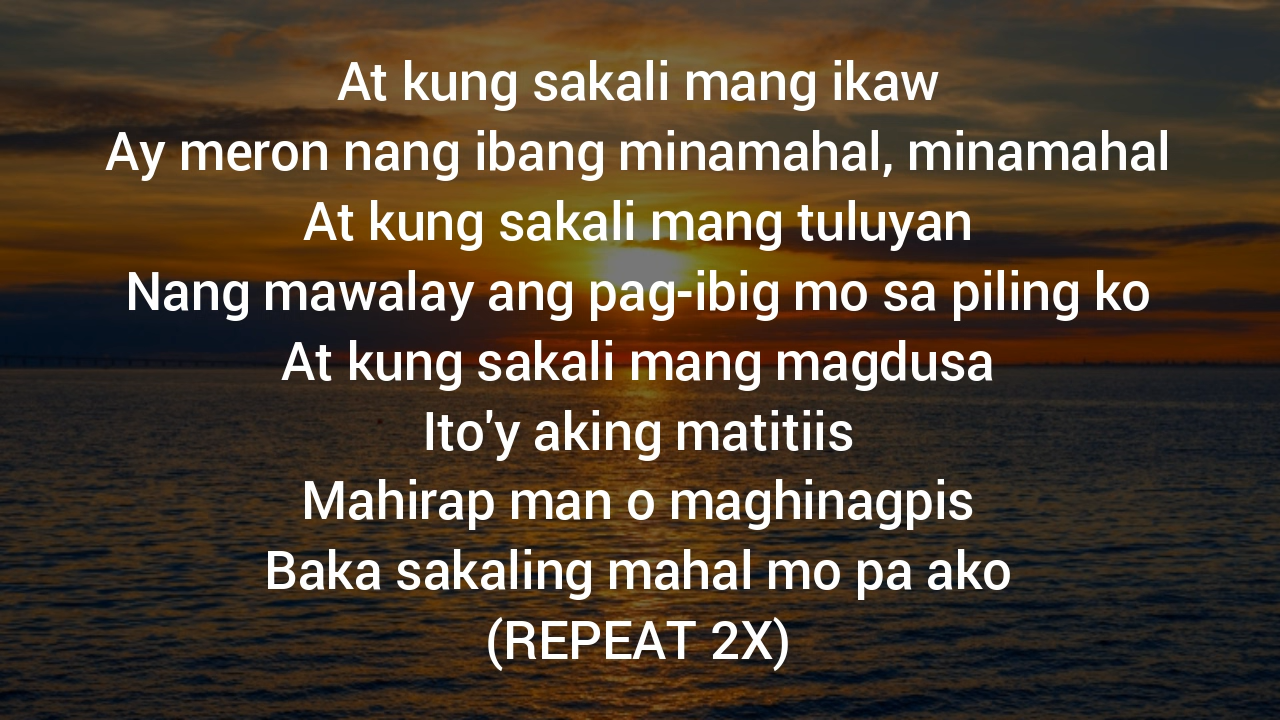 At kung sakali mang ikaw
Ay meron nang ibang minamahal, minamahal
At kung sakali mang tuluyan
Nang mawalay ang pag-ibig mo sa piling ko
At kung sakali mang magdusa
Ito'y aking matitiis
Mahirap man o maghinagpis
Baka sakaling mahal mo pa ako
(REPEAT 2X)